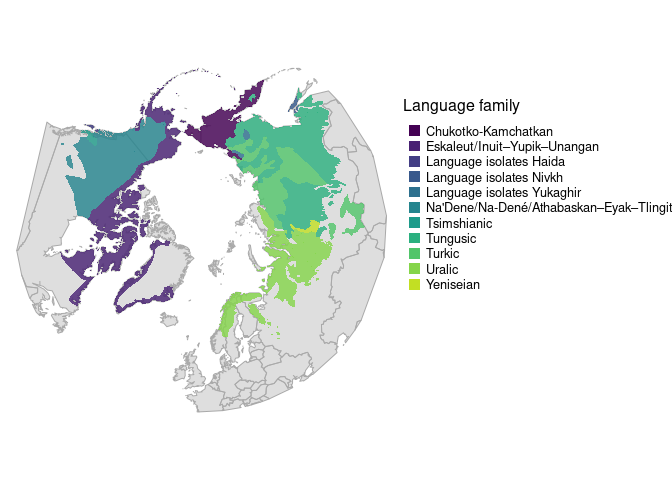 Language family
Chukotko-Kamchatkan
Eskaleut/Inuit–Yupik–Unangan
Language isolates Haida
Language isolates Nivkh
Language isolates Yukaghir
Na'Dene/Na-Dené/Athabaskan–Eyak–Tlingit
Tsimshianic
Tungusic
Turkic
Uralic
Yeniseian